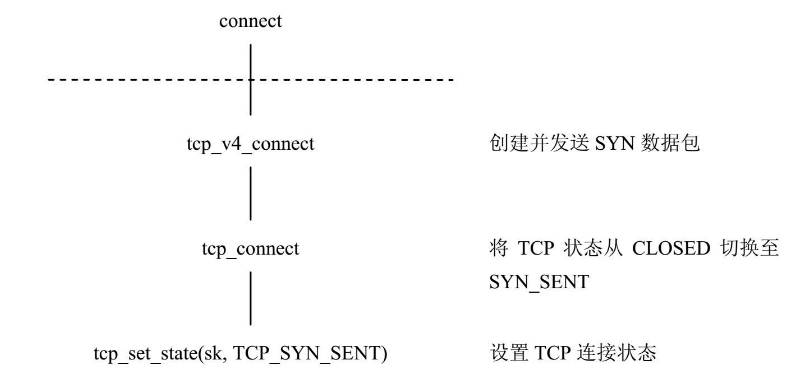 connect
tcp_v4_connect 创建并发送 SYN 数据包
tcp_connect 将 TCP 状态从 CLOSED 切换至
SYN_SENT
tcp_set_state(sk, TCP_SYN_SENT) 设置 TCP 连接状态